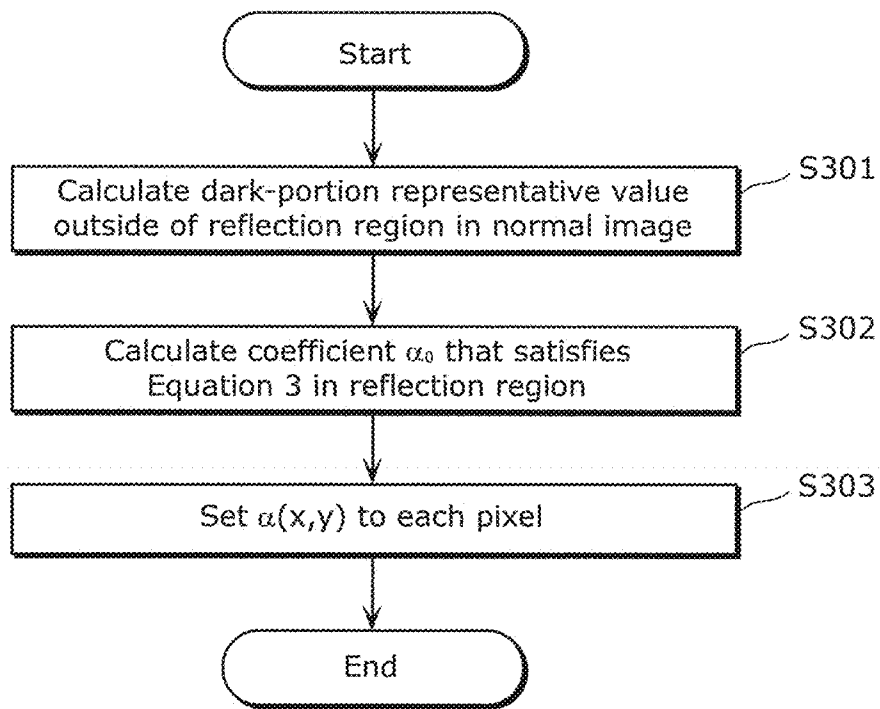 Start
S301
Calculate dark-portion representative value
outside of reflection region in normal image
S302
Calculate coefficient α₀ that satisfies
Equation 3 in reflection region
S303
Set α(x,y) to each pixel
End